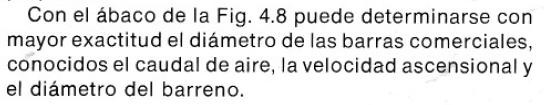 Con el ábaco de la Fig. 4.8 puede determinarse con
mayor exactitud el diámetro de las barras comerciales,
conocidos el caudal de aire, la velocidad ascensional y
el diámetro del barreno.